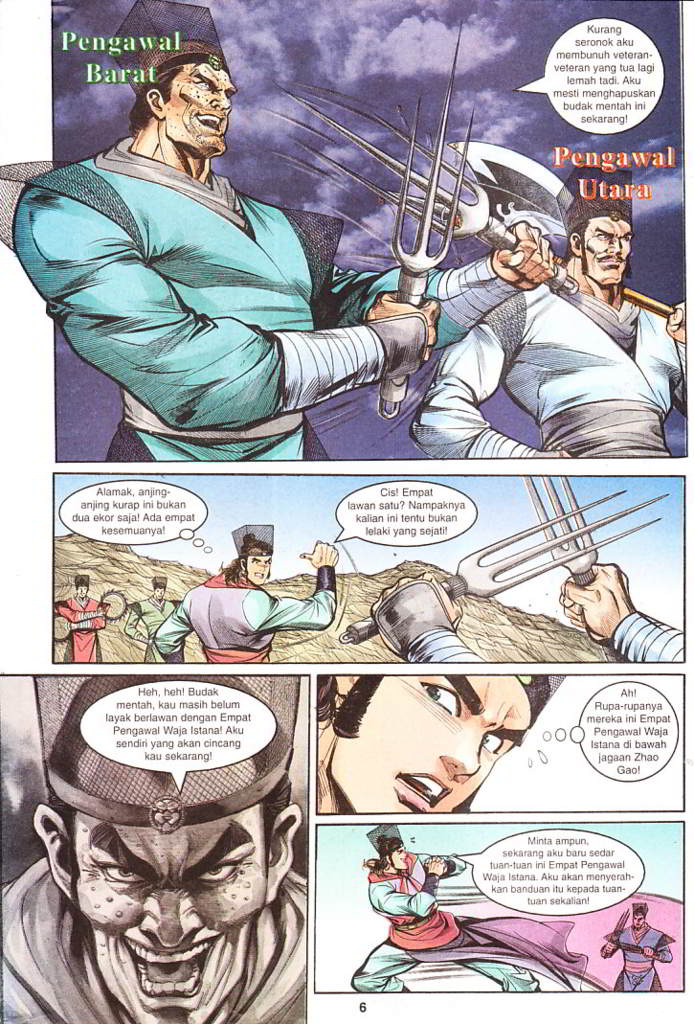 Pengawal
Barat
Kurang
seronok aku
membunuh veteran-
veteran yang tua lagi
lemah tadi. Aku
mesti menghapuskan
budak mentah ini
sekarang!
Pengawal
Utara
Alamak, anjing-
anjing kurap ini bukan
dua ekor saja! Ada empat
kesemuanya!
Cis! Empat
lawan satu? Nampaknya
kalian ini tentu bukan
lelaki yang sejati!
Heh, heh! Budak
mentah, kau masih belum
layak berlawan dengan Empat
Pengawal Waja Istana! Aku
sendiri yang akan cincang
kau sekarang!
Ah!
Rupa-rupanya
mereka ini Empat
Pengawal Waja
Istana di bawah
jagaan Zhao
Gao!
Minta ampun,
sekarang aku baru sedar
tuan-tuan ini Empat Pengawal
Waja Istana. Aku menyerah-
kan banduan itu kepada tuan-
tuan sekalian!
6